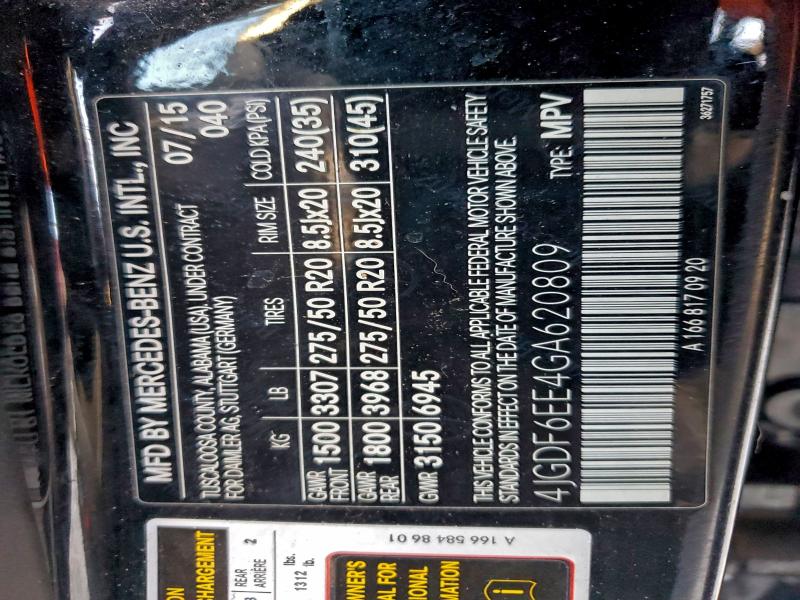 MFD BY MERCEDES-BENZ U.S. INTL., INC
07/15
TUSCALOOSA COUNTY, ALABAMA (USA) UNDER CONTRACT 040
FOR DAIMLER AG, STUTTGART (GERMANY)
KG LB TIRES RIM SIZE COLD KPA (PSI)
GAWR
FRONT 1500 3307 275/50 R20 8.5Jx20 240(35)
GAWR
REAR 1800 3968 275/50 R20 8.5Jx20 310(45)
GVWR 3150 6945
THIS VEHICLE CONFORMS TO ALL APPLICABLE FEDERAL MOTOR VEHICLE SAFETY
STANDARDS IN EFFECT ON THE DATE OF MANUFACTURE SHOWN ABOVE.
4JGDF6EE4GA620809 TYPE: MPV
A 166 817 09 20
36271757
CHARGEMENT
REAR
ARRIÈRE 2
lbs.
1312 lb.
A 166 584 86 01